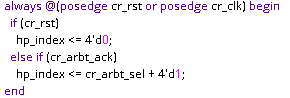 always @(posedge cr_rst or posedge cr_clk) begin
  if (cr_rst)
    hp_index <= 4'd0;
  else if (cr_arbt_ack)
    hp_index <= cr_arbt_sel + 4'd1;
end